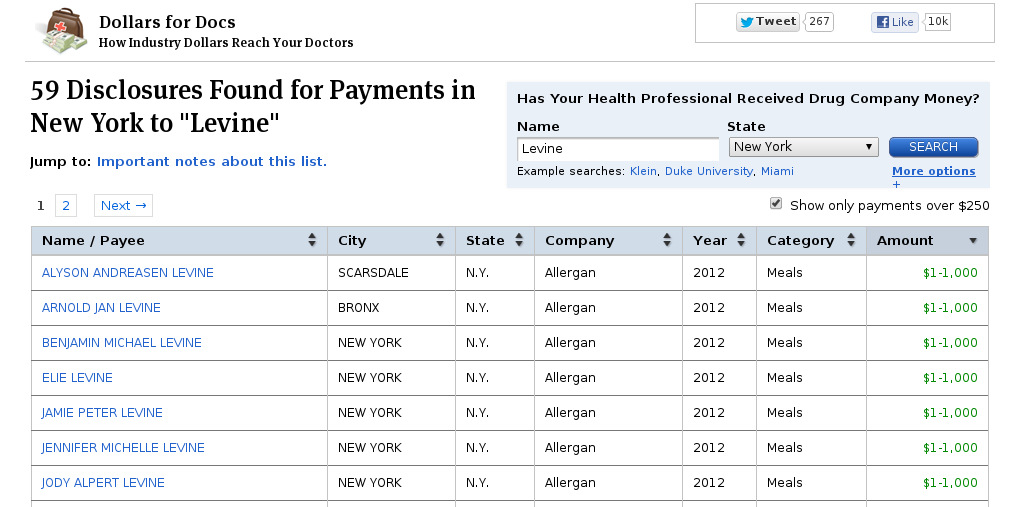 Dollars for Docs
How Industry Dollars Reach Your Doctors
Tweet 267 Like 10k
59 Disclosures Found for Payments in
New York to "Levine"
Jump to: Important notes about this list.
Has Your Health Professional Received Drug Company Money?
Name State
Levine New York ▼ SEARCH
Example searches: Klein, Duke University, Miami More options
+
1 2 Next → Show only payments over $250
Name / Payee City State Company Year Category Amount
ALYSON ANDREASEN LEVINE SCARSDALE N.Y. Allergan 2012 Meals $1-1,000
ARNOLD JAN LEVINE BRONX N.Y. Allergan 2012 Meals $1-1,000
BENJAMIN MICHAEL LEVINE NEW YORK N.Y. Allergan 2012 Meals $1-1,000
ELIE LEVINE NEW YORK N.Y. Allergan 2012 Meals $1-1,000
JAMIE PETER LEVINE NEW YORK N.Y. Allergan 2012 Meals $1-1,000
JENNIFER MICHELLE LEVINE NEW YORK N.Y. Allergan 2012 Meals $1-1,000
JODY ALPERT LEVINE NEW YORK N.Y. Allergan 2012 Meals $1-1,000